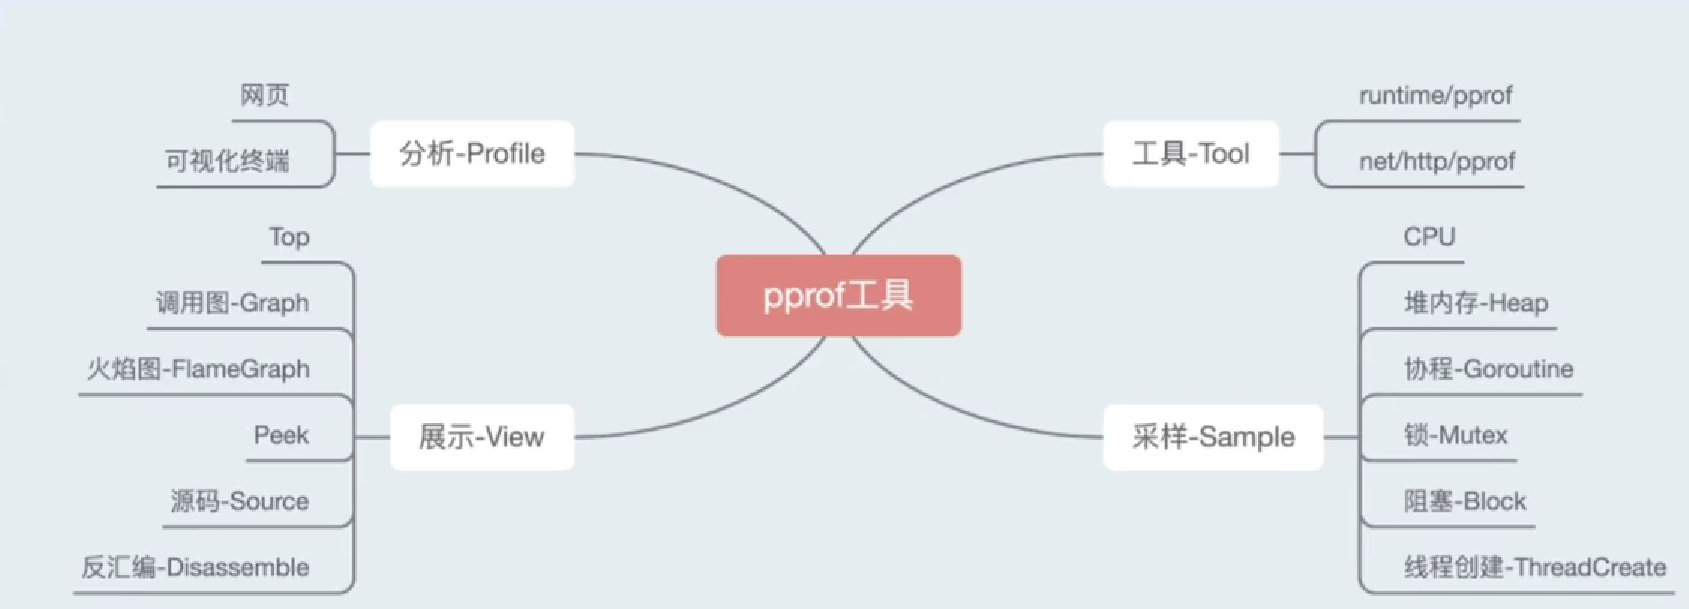 网页
可视化终端
分析-Profile
Top
调用图-Graph
火焰图-FlameGraph
Peek
源码-Source
反汇编-Disassemble
展示-View
pprof工具
工具-Tool
runtime/pprof
net/http/pprof
采样-Sample
CPU
堆内存-Heap
协程-Goroutine
锁-Mutex
阻塞-Block
线程创建-ThreadCreate